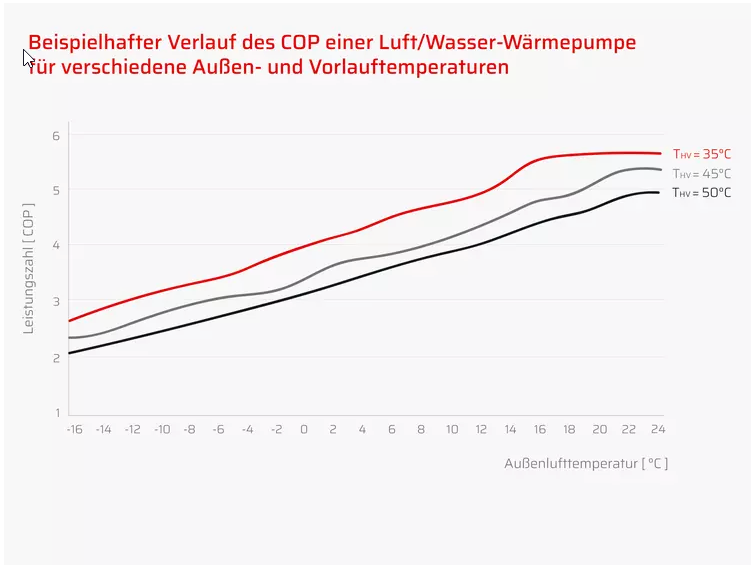 Beispielhafter Verlauf des COP einer Luft/Wasser-Wärmepumpe
für verschiedene Außen- und Vorlauftemperaturen
6
5
4
3
2
1
Leistungszahl [ COP ]
THV = 35°C
THV = 45°C
THV = 50°C
-16 -14 -12 -10 -8 -6 -4 -2 0 2 4 6 8 10 12 14 16 18 20 22 24
Außenlufttemperatur [ °C ]